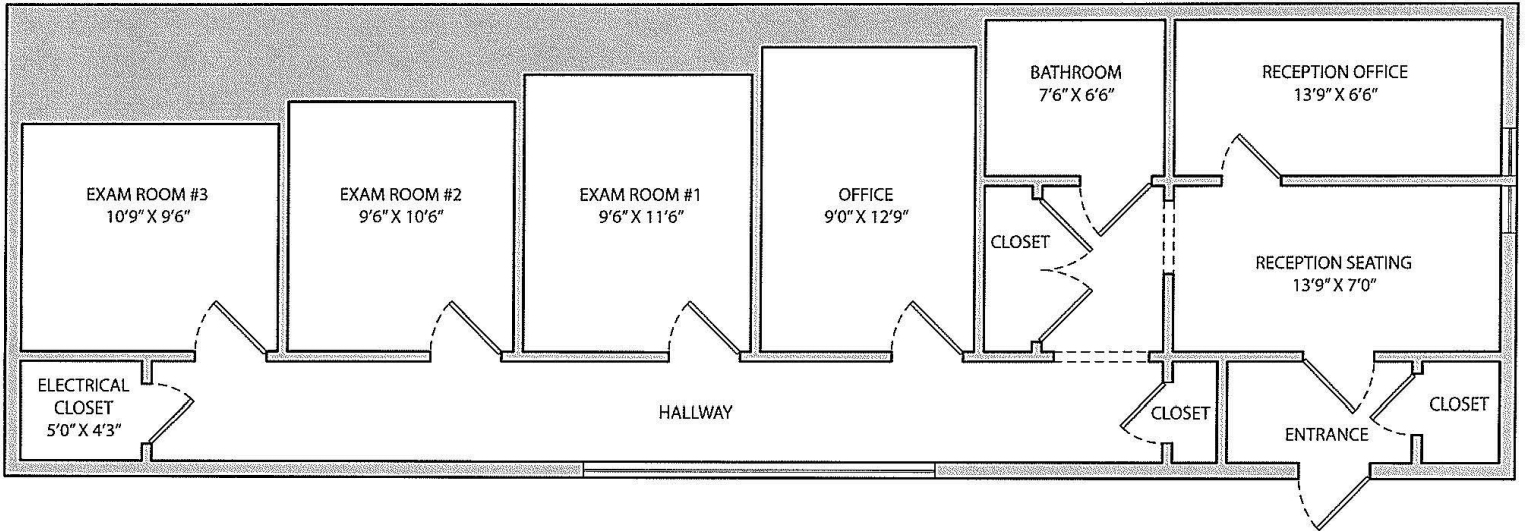 BATHROOM
7'6" X 6'6"
RECEPTION OFFICE
13'9" X 6'6"
EXAM ROOM #3
10'9" X 9'6"
EXAM ROOM #2
9'6" X 10'6"
EXAM ROOM #1
9'6" X 11'6"
OFFICE
9'0" X 12'9"
CLOSET
RECEPTION SEATING
13'9" X 7'0"
ELECTRICAL
CLOSET
5'0" X 4'3"
HALLWAY
CLOSET
ENTRANCE
CLOSET